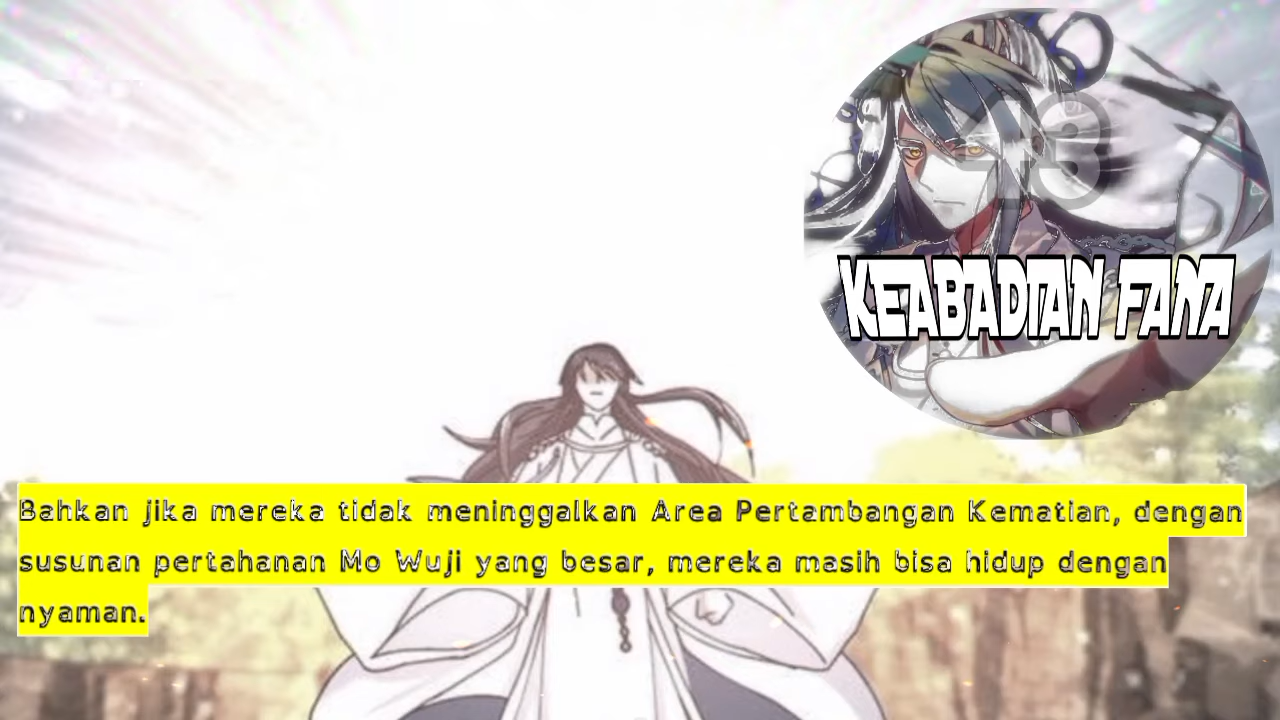 43
KEABADIAN FANA
Bahkan jika mereka tidak meninggalkan Area Pertambangan Kematian, dengan
susunan pertahanan Mo Wuji yang besar, mereka masih bisa hidup dengan
nyaman.